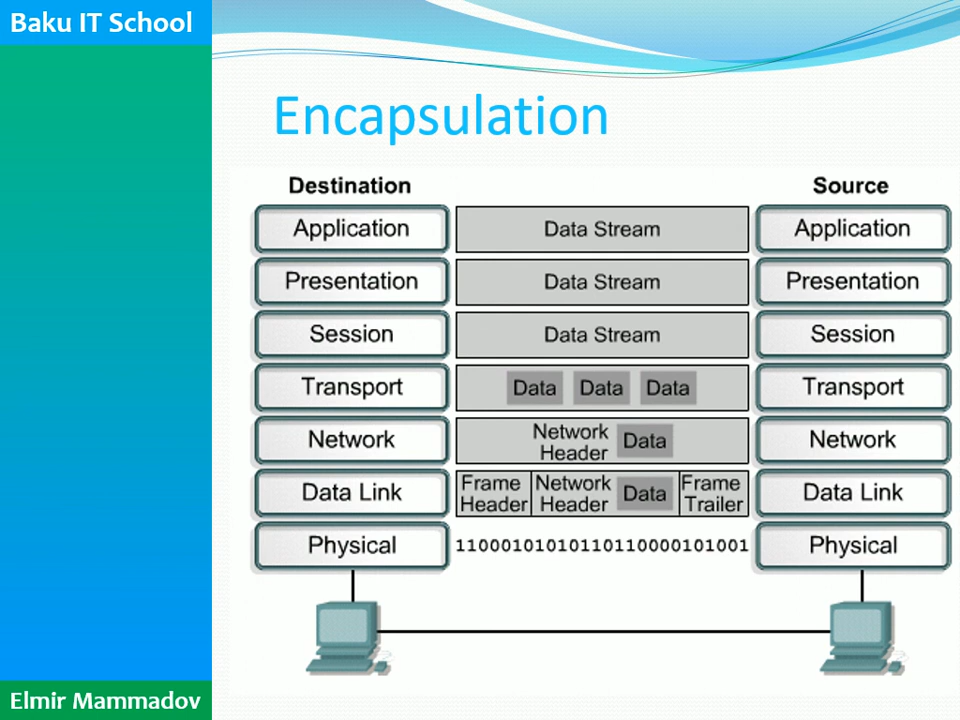 Baku IT School
Encapsulation
Destination
Source
Application
Data Stream
Application
Presentation
Data Stream
Presentation
Session
Data Stream
Session
Transport
Data Data Data
Transport
Network
Network
Header
Data
Network
Data Link
Frame
Header
Network
Header
Data
Frame
Trailer
Data Link
Physical
1100010101011011000010100​1
Physical
Elmir Mammadov